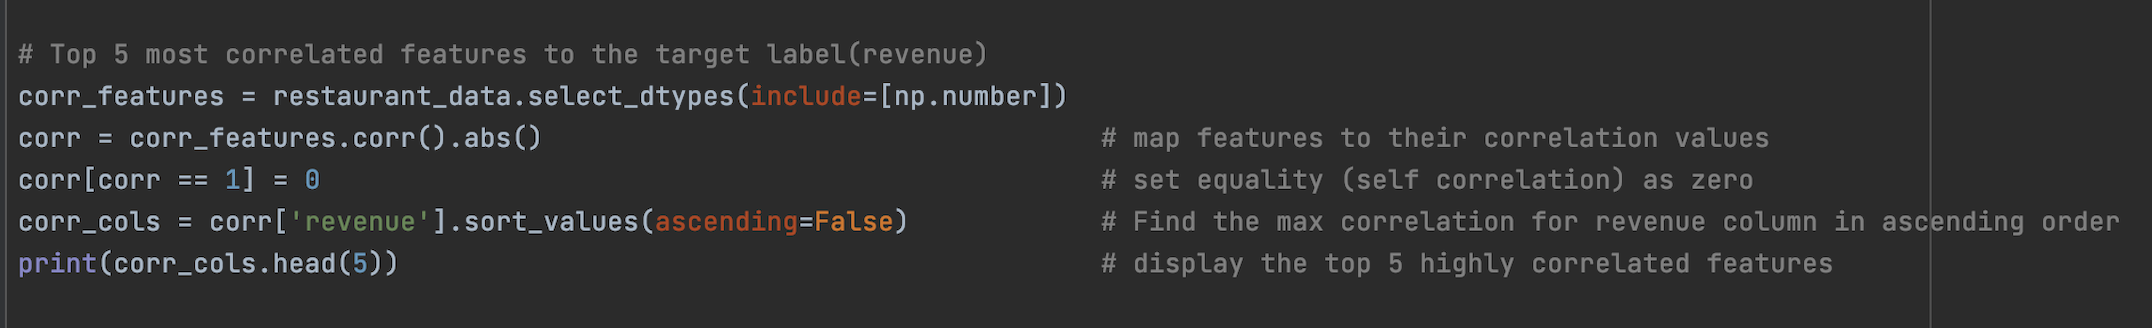 # Top 5 most correlated features to the target label(revenue)
corr_features = restaurant_data.select_dtypes(include=[np.number])
corr = corr_features.corr().abs() # map features to their correlation values
corr[corr == 1] = 0 # set equality (self correlation) as zero
corr_cols = corr['revenue'].sort_values(ascending=False) # Find the max correlation for revenue column in ascending order
print(corr_cols.head(5)) # display the top 5 highly correlated features